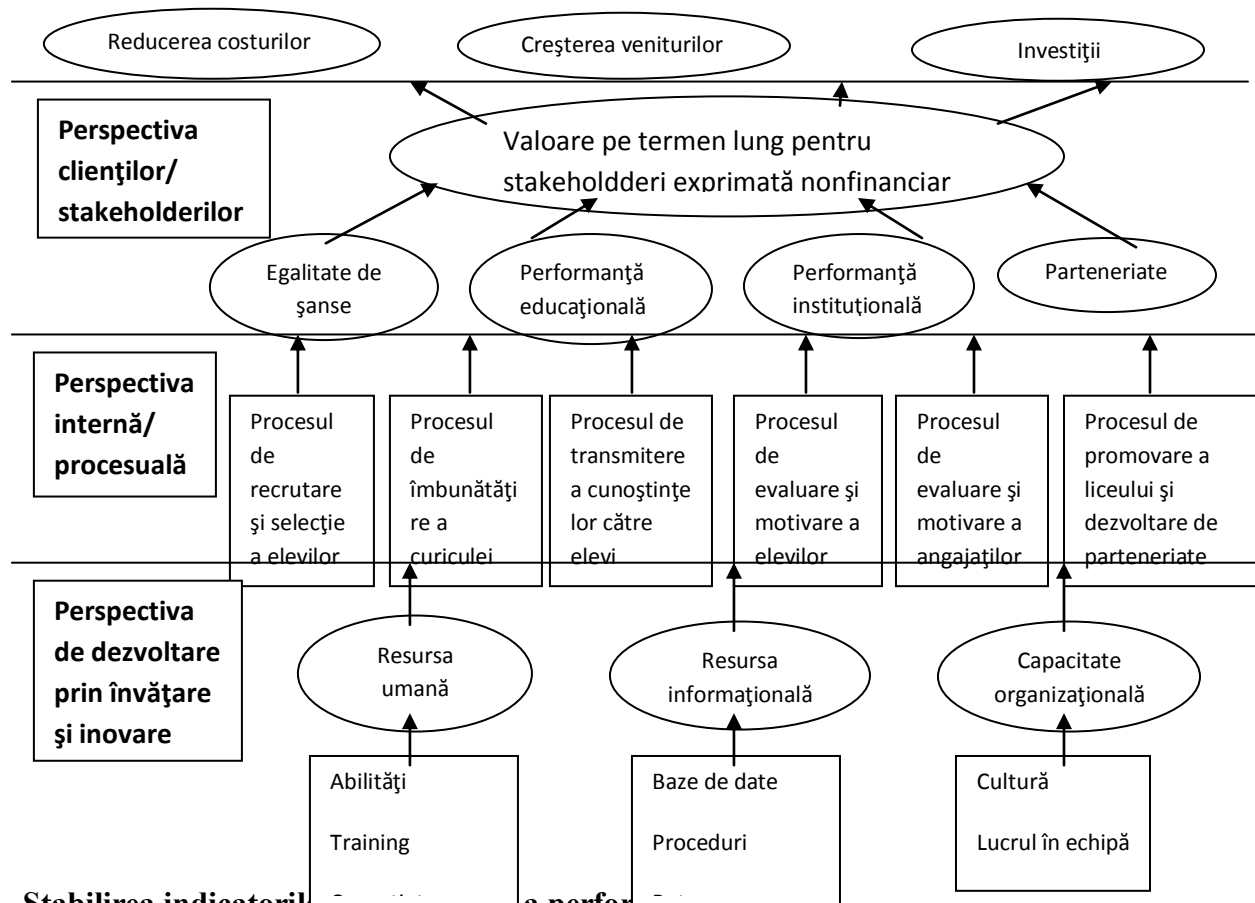 Reducerea costurilor
Creşterea veniturilor
Investiţii
Perspectiva
clienţilor/
stakeholderilor
Valoare pe termen lung pentru
stakeholdderi exprimată nonfinanciar
Egalitate de
şanse
Performanţă
educaţională
Performanţă
instituţională
Parteneriate
Perspectiva
internă/
procesuală
Procesul
de
recrutare
şi selecţie
a elevilor
Procesul
de
îmbunătăţi
re a
curiculei
Procesul de
transmitere
a cunoştinţe
lor către
elevi
Procesul
de
evaluare şi
motivare a
elevilor
Procesul
de
evaluare şi
motivare a
angajaţilor
Procesul de
promovare a
liceului şi
dezvoltare de
parteneriate
Perspectiva
de dezvoltare
prin învăţare
şi inovare
Resursa
umană
Resursa
informaţională
Capacitate
organizaţională
Abilităţi
Training
Baze de date
Proceduri
Cultură
Lucrul în echipă
Stabilirea a